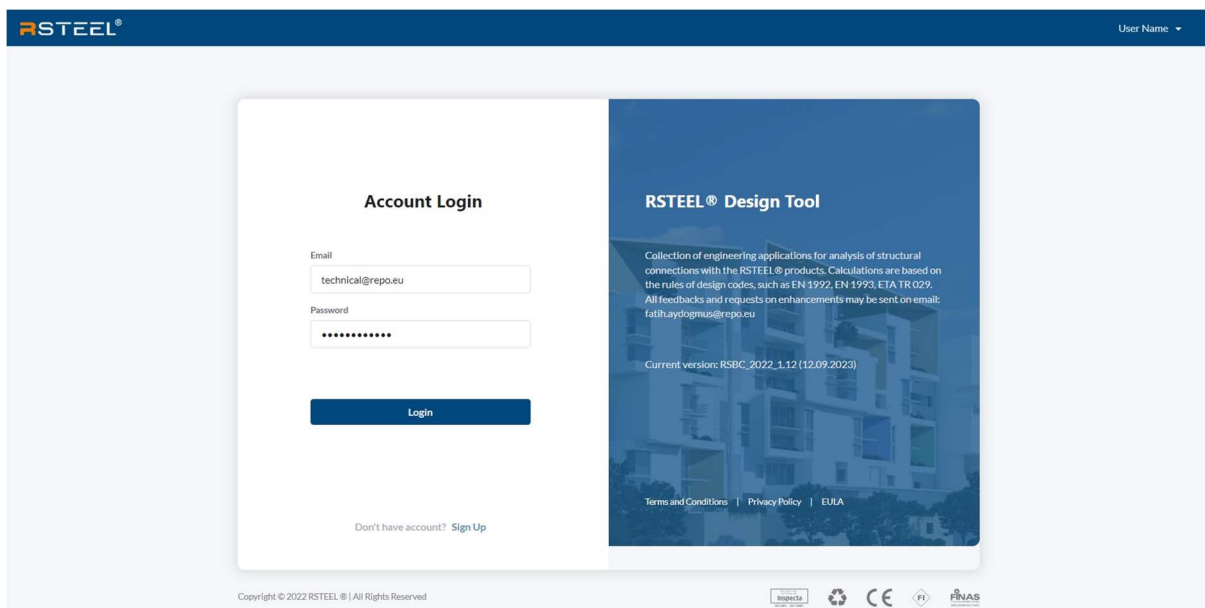 RSTEEL®
User Name
Account Login
Email
technical@repo.eu
Password
••••••••••••
Login
Don't have account? Sign Up
RSTEEL® Design Tool
Collection of engineering applications for analysis of structural
connections with the RSTEEL® products. Calculations are based on
the rules of design codes, such as EN 1992, EN 1993, ETA TR 029.
All feedbacks and requests on enhancements may be sent on email:
fatih.aydogmus@repo.eu
Current version: RSBC_2022_1.12 (12.09.2023)
Terms and Conditions | Privacy Policy | EULA
Copyright © 2022 RSTEEL ® | All Rights Reserved
Inspecta
CE
FI
FINAS